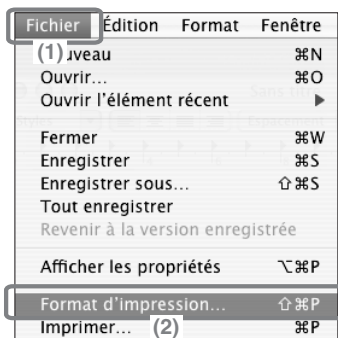 Fichier Édition Format Fenêtre
(1) uveau ⌘N
Ouvrir... ⌘O
Ouvrir l'élément récent ▶
Fermer ⌘W
Enregistrer ⌘S
Enregistrer sous... ⇧⌘S
Tout enregistrer
Revenir à la version enregistrée
Afficher les propriétés ⌥⌘P
Format d'impression... ⇧⌘P
Imprimer... (2) ⌘P